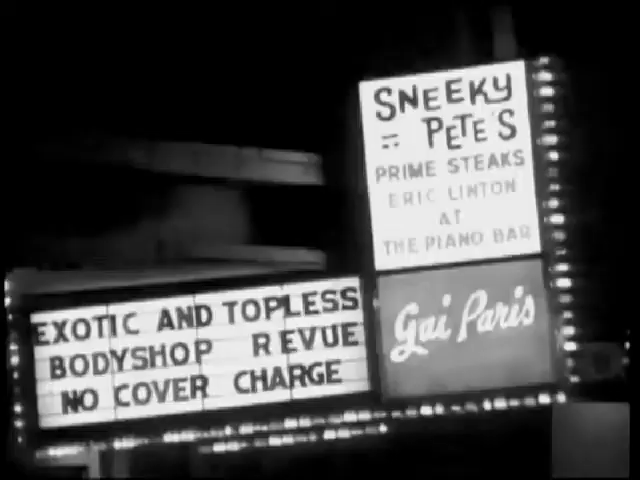 SNEEKY
PETE'S
PRIME STEAKS
ERIC LINTON
AT
THE PIANO BAR
Gai Paris
EXOTIC AND TOPLESS
BODYSHOP REVUE
NO COVER CHARGE